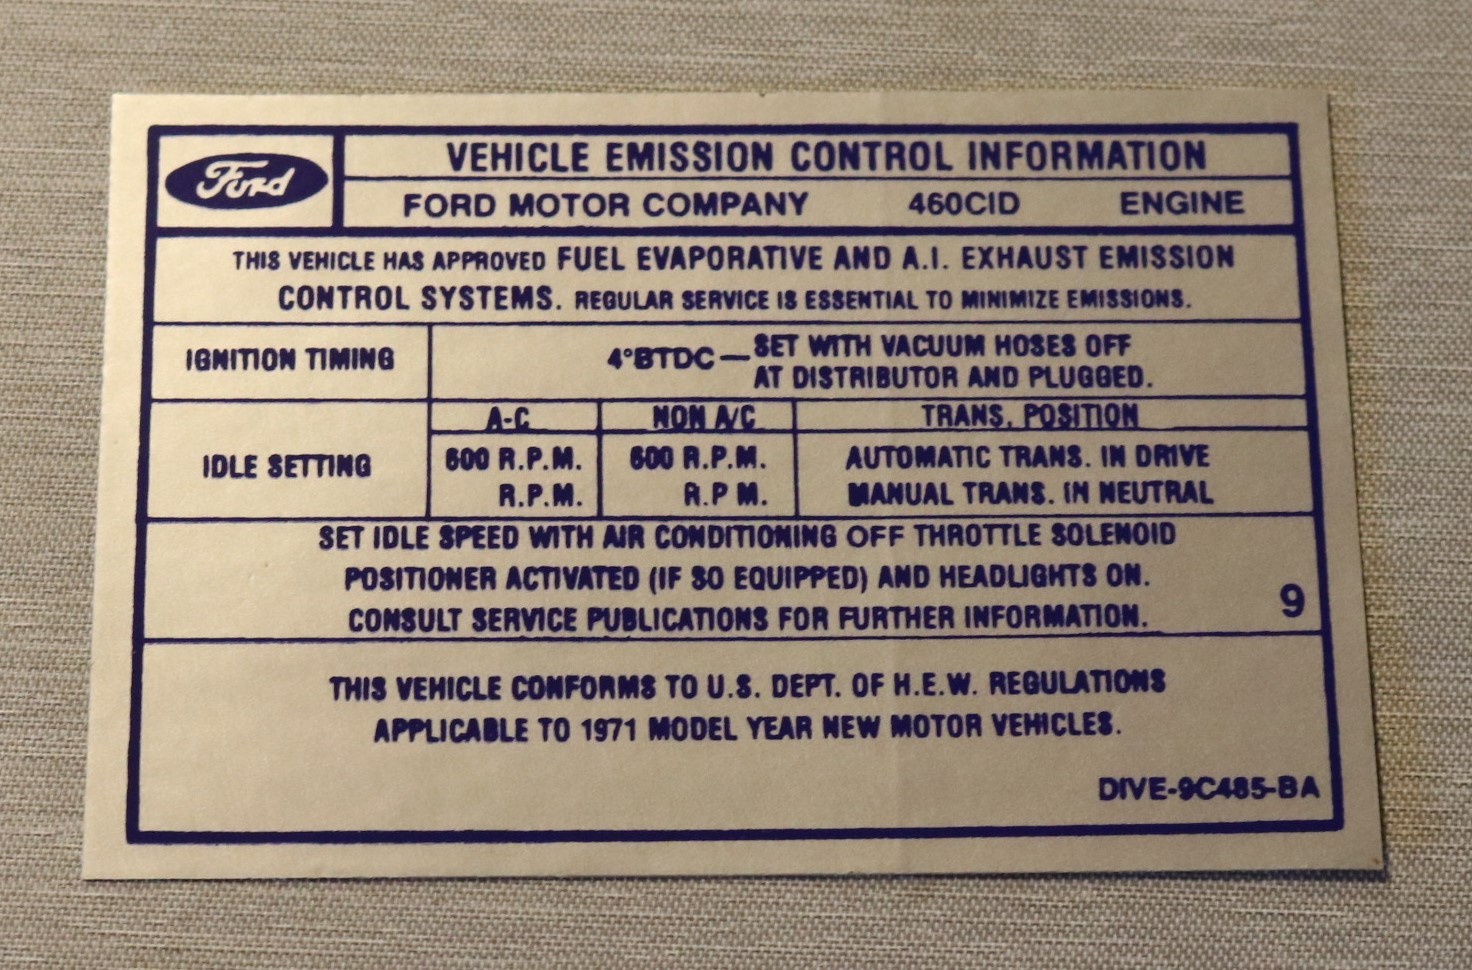 Ford
VEHICLE EMISSION CONTROL INFORMATION
FORD MOTOR COMPANY 460CID ENGINE
THIS VEHICLE HAS APPROVED FUEL EVAPORATIVE AND A.I. EXHAUST EMISSION
CONTROL SYSTEMS. REGULAR SERVICE IS ESSENTIAL TO MINIMIZE EMISSIONS.
IGNITION TIMING
4°BTDC — SET WITH VACUUM HOSES OFF
AT DISTRIBUTOR AND PLUGGED.
IDLE SETTING
A-C NON A/C TRANS. POSITION
600 R.P.M. 600 R.P.M. AUTOMATIC TRANS. IN DRIVE
R.P.M. R.P M. MANUAL TRANS. IN NEUTRAL
SET IDLE SPEED WITH AIR CONDITIONING OFF THROTTLE SOLENOID
POSITIONER ACTIVATED (IF SO EQUIPPED) AND HEADLIGHTS ON.
CONSULT SERVICE PUBLICATIONS FOR FURTHER INFORMATION.
9
THIS VEHICLE CONFORMS TO U.S. DEPT. OF H.E.W. REGULATIONS
APPLICABLE TO 1971 MODEL YEAR NEW MOTOR VEHICLES.
DIVE-9C485-BA